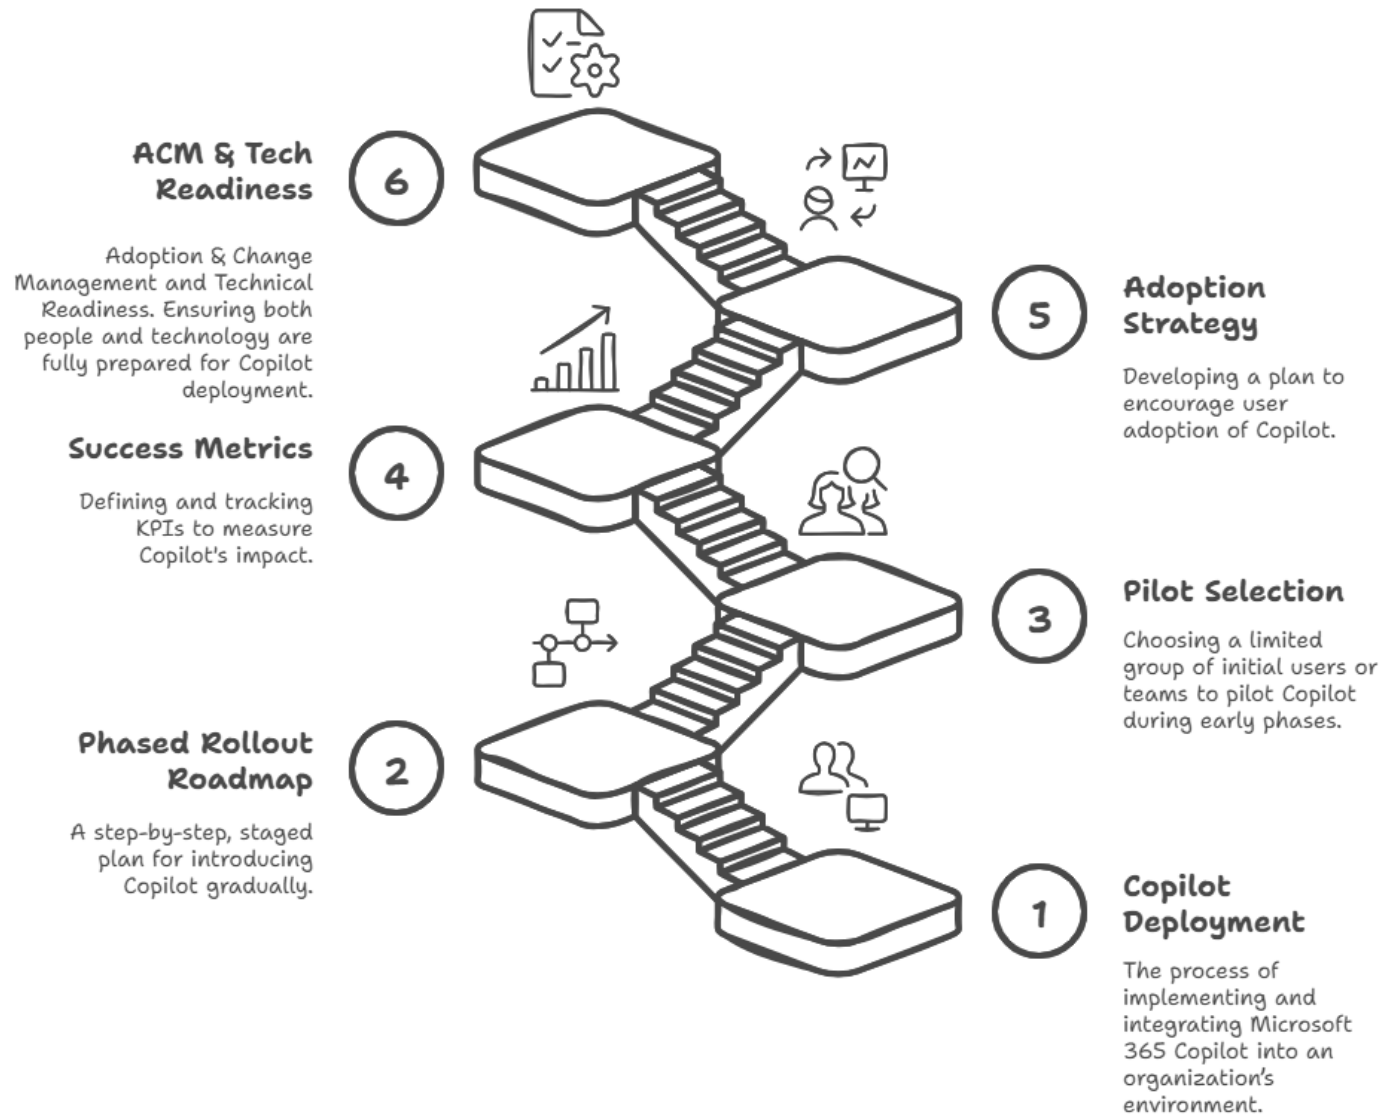 ACM & Tech
Readiness
6
Adoption & Change
Management and Technical
Readiness. Ensuring both
people and technology are
fully prepared for Copilot
deployment.
5
Adoption
Strategy
Developing a plan to
encourage user
adoption of Copilot.
Success Metrics
4
Defining and tracking
KPIs to measure
Copilot's impact.
3
Pilot Selection
Choosing a limited
group of initial users or
teams to pilot Copilot
during early phases.
Phased Rollout
Roadmap
2
A step-by-step, staged
plan for introducing
Copilot gradually.
1
Copilot
Deployment
The process of
implementing and
integrating Microsoft
365 Copilot into an
organization's
environment.